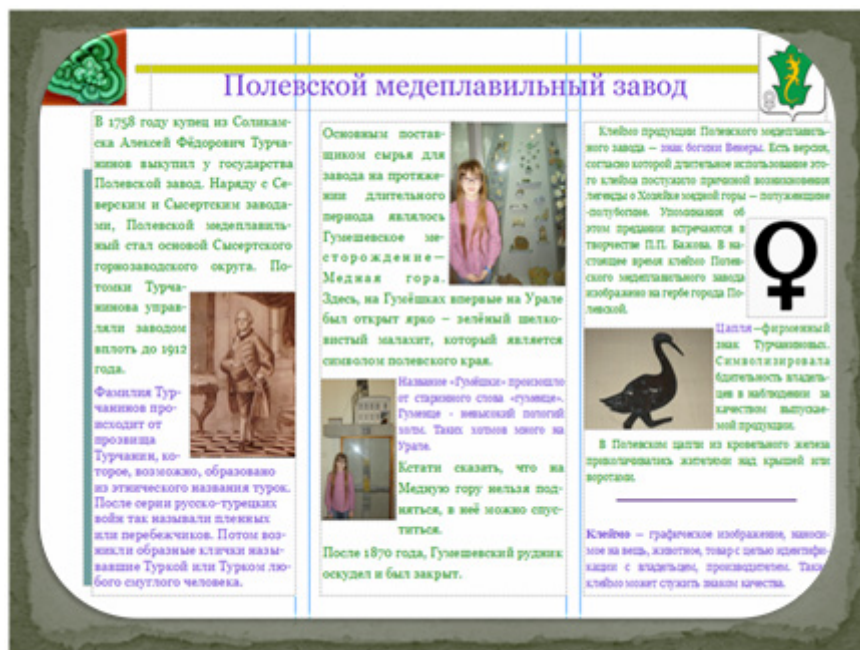 Полевской медеплавильный завод
В 1758 году купец из Соликам-
ска Алексей Фёдорович Турча-
нинов выкупил у государства
Полевской завод. Наряду с Се-
верским и Сысертским завода-
ми, Полевской медеплавиль-
ный стал основой Сысертского
горнозаводского округа. По-
томки Турча-
нинова управ-
ляли заводом
вплоть до 1912
года.
Фамилия Тур-
чанинов про-
исходит от
прозвища
Турчанин, ко-
торое, возможно, образовано
из этнического названия турок.
После серии русско-турецких
войн так называли пленных
или перебежчиков. Потом воз-
никли образные клички назы-
вавшие Туркой или Турком лю-
бого смуглого человека.
Основным постав-
щиком сырья для
завода на протяже-
нии длительного
периода являлось
Гумешевское ме-
сторождение—
Медная гора.
Здесь, на Гумёшках впервые на Урале
был открыт ярко – зелёный шелко-
вистый малахит, который является
символом полевского края.
Название «Гумёшки» произошло
от старинного слова «гуменце».
Гуменце - невысокий пологий
холм. Таких холмов много на
Урале.
Кстати сказать, что на
Медную гору нельзя под-
няться, в неё можно спус-
титься.
После 1870 года, Гумешевский рудник
оскудел и был закрыт.
Клеймо продукции Полевского медеплавиль-
ного завода – знак богини Венеры. Есть версия,
согласно которой длительное использование это-
го клейма послужило причиной возникновения
легенды о Хозяйке медной горы – полуженщине
-полубогине. Упоминания об
этом предании встречаются в
творчестве П.П. Бажова. В на-
стоящее время клеймо Полев-
ского медеплавильного завода
изображено на гербе города По-
левской.
Цапля –фирменный
знак Турчаниновых.
Символизировала
бдительность владель-
цев в наблюдении за
качеством выпускае-
мой продукции.
В Полевском цапли из кровельного железа
приколачивались жителями над крышей или
воротами.
Клеймо – графическое изображение, наноси-
мое на вещь, животное, товар с целью идентифи-
кации с владельцем, производителем. Также
клеймо может служить знаком качества.